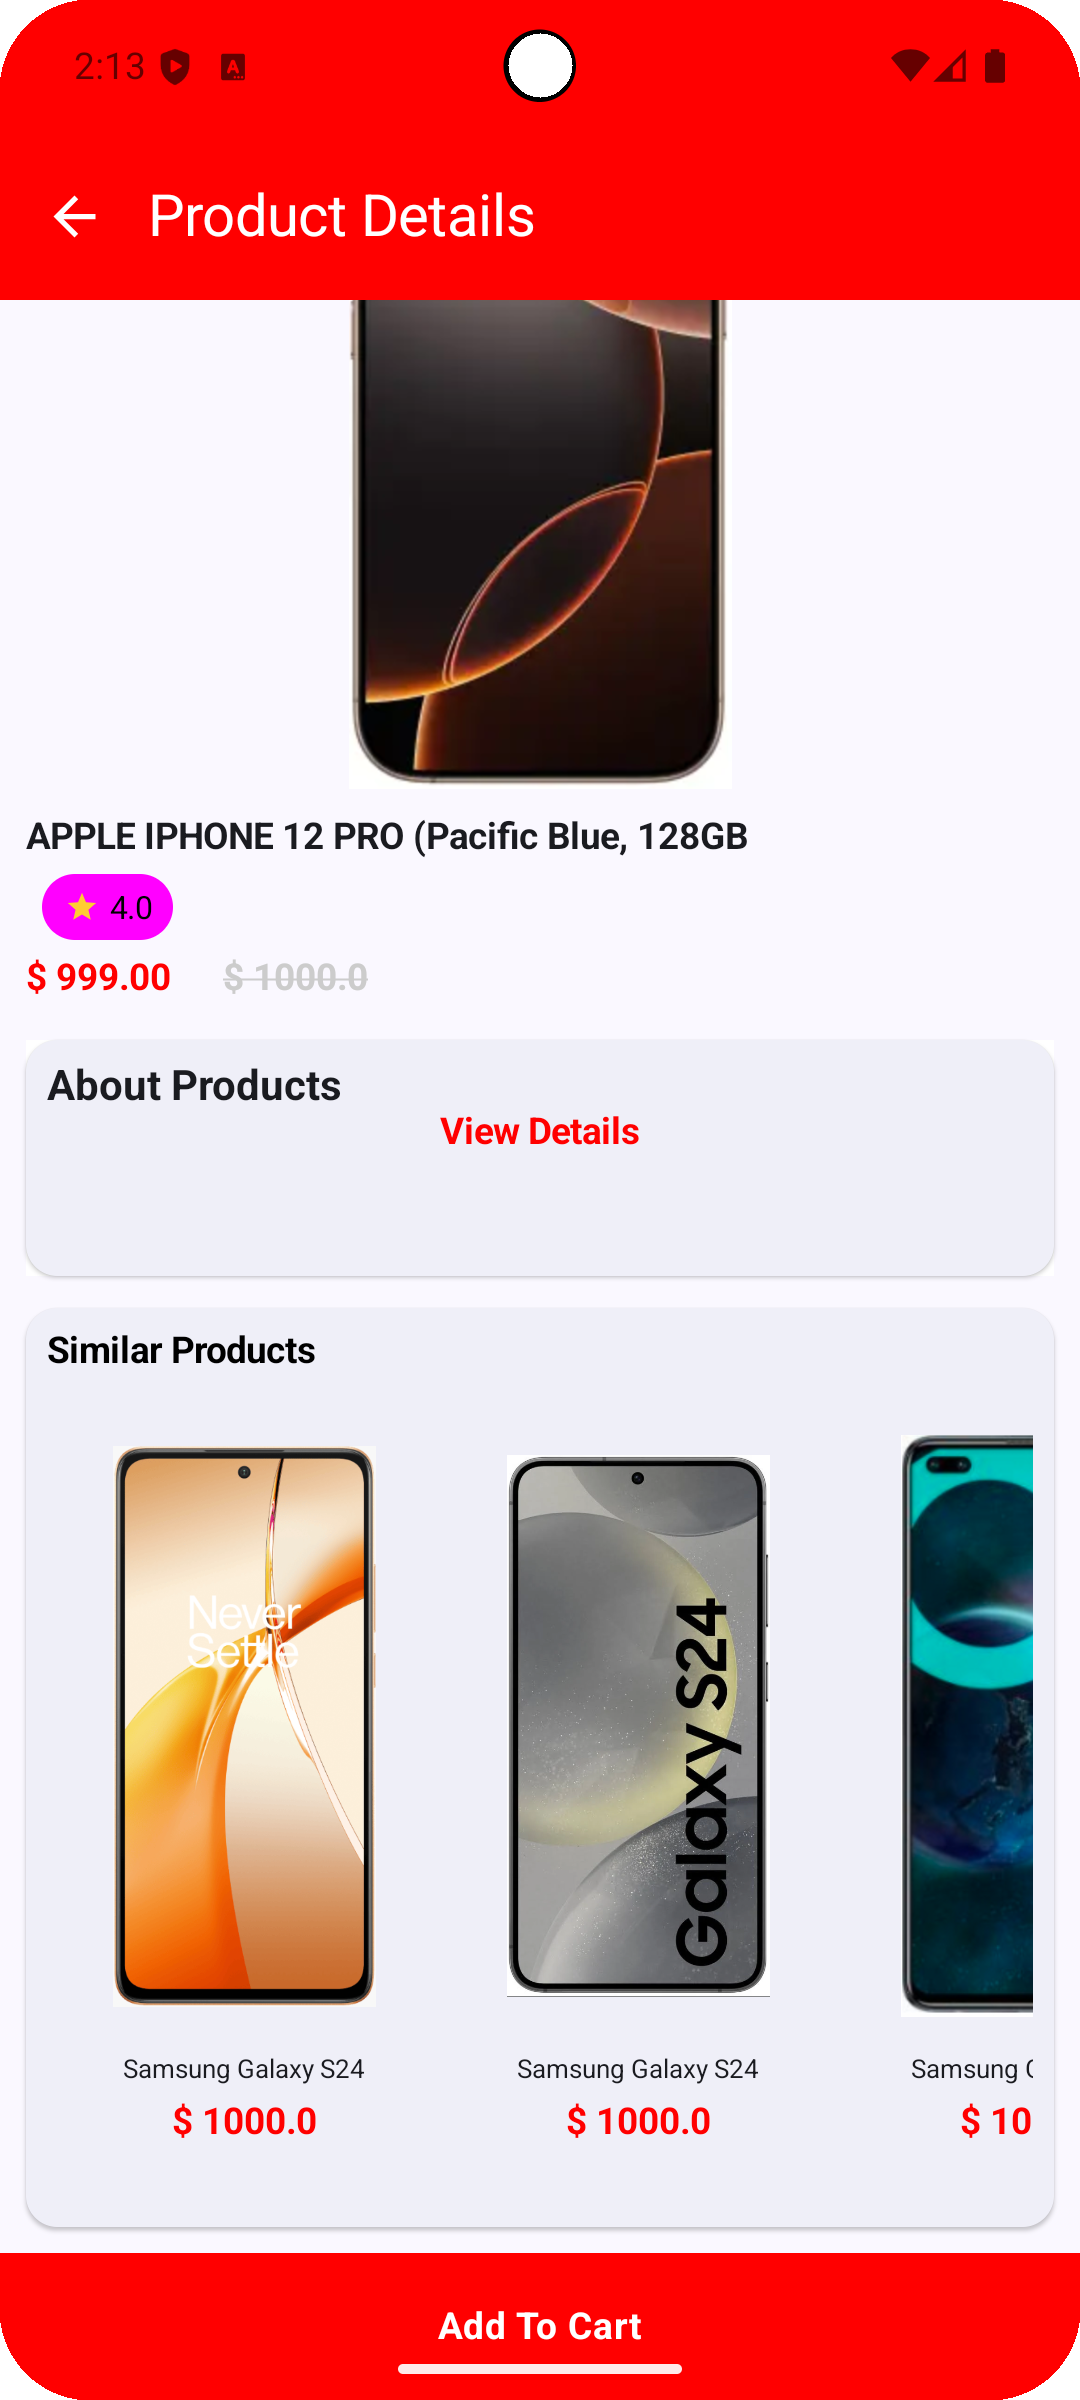 2:13
Product Details
APPLE IPHONE 12 PRO (Pacific Blue, 128GB
4.0
$ 999.00 $ 1000.0
About Products
View Details
Similar Products
Never
Settle
Galaxy S24
Samsung Galaxy S24 Samsung Galaxy S24 Samsung
$ 1000.0 $ 1000.0 $ 10
Add To Cart